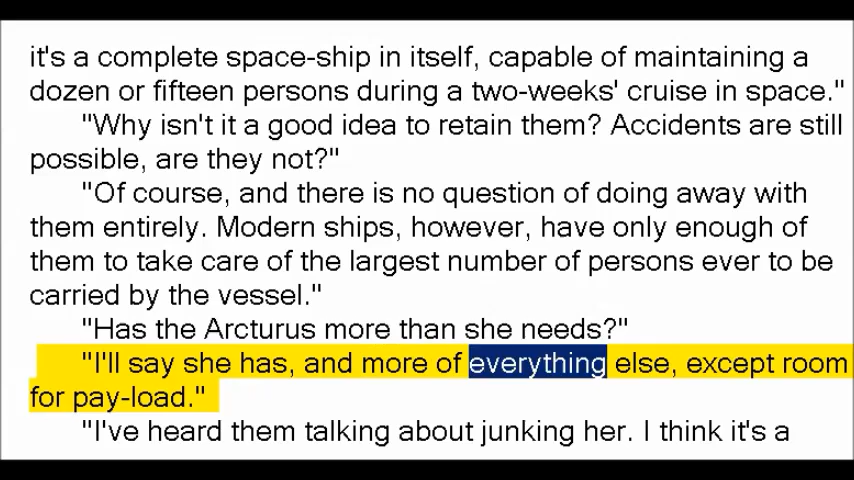 it's a complete space-ship in itself, capable of maintaining a
dozen or fifteen persons during a two-weeks' cruise in space."
"Why isn't it a good idea to retain them? Accidents are still
possible, are they not?"
"Of course, and there is no question of doing away with
them entirely. Modern ships, however, have only enough of
them to take care of the largest number of persons ever to be
carried by the vessel."
"Has the Arcturus more than she needs?"
"I'll say she has, and more of everything else, except room
for pay-load."
"I've heard them talking about junking her. I think it's a